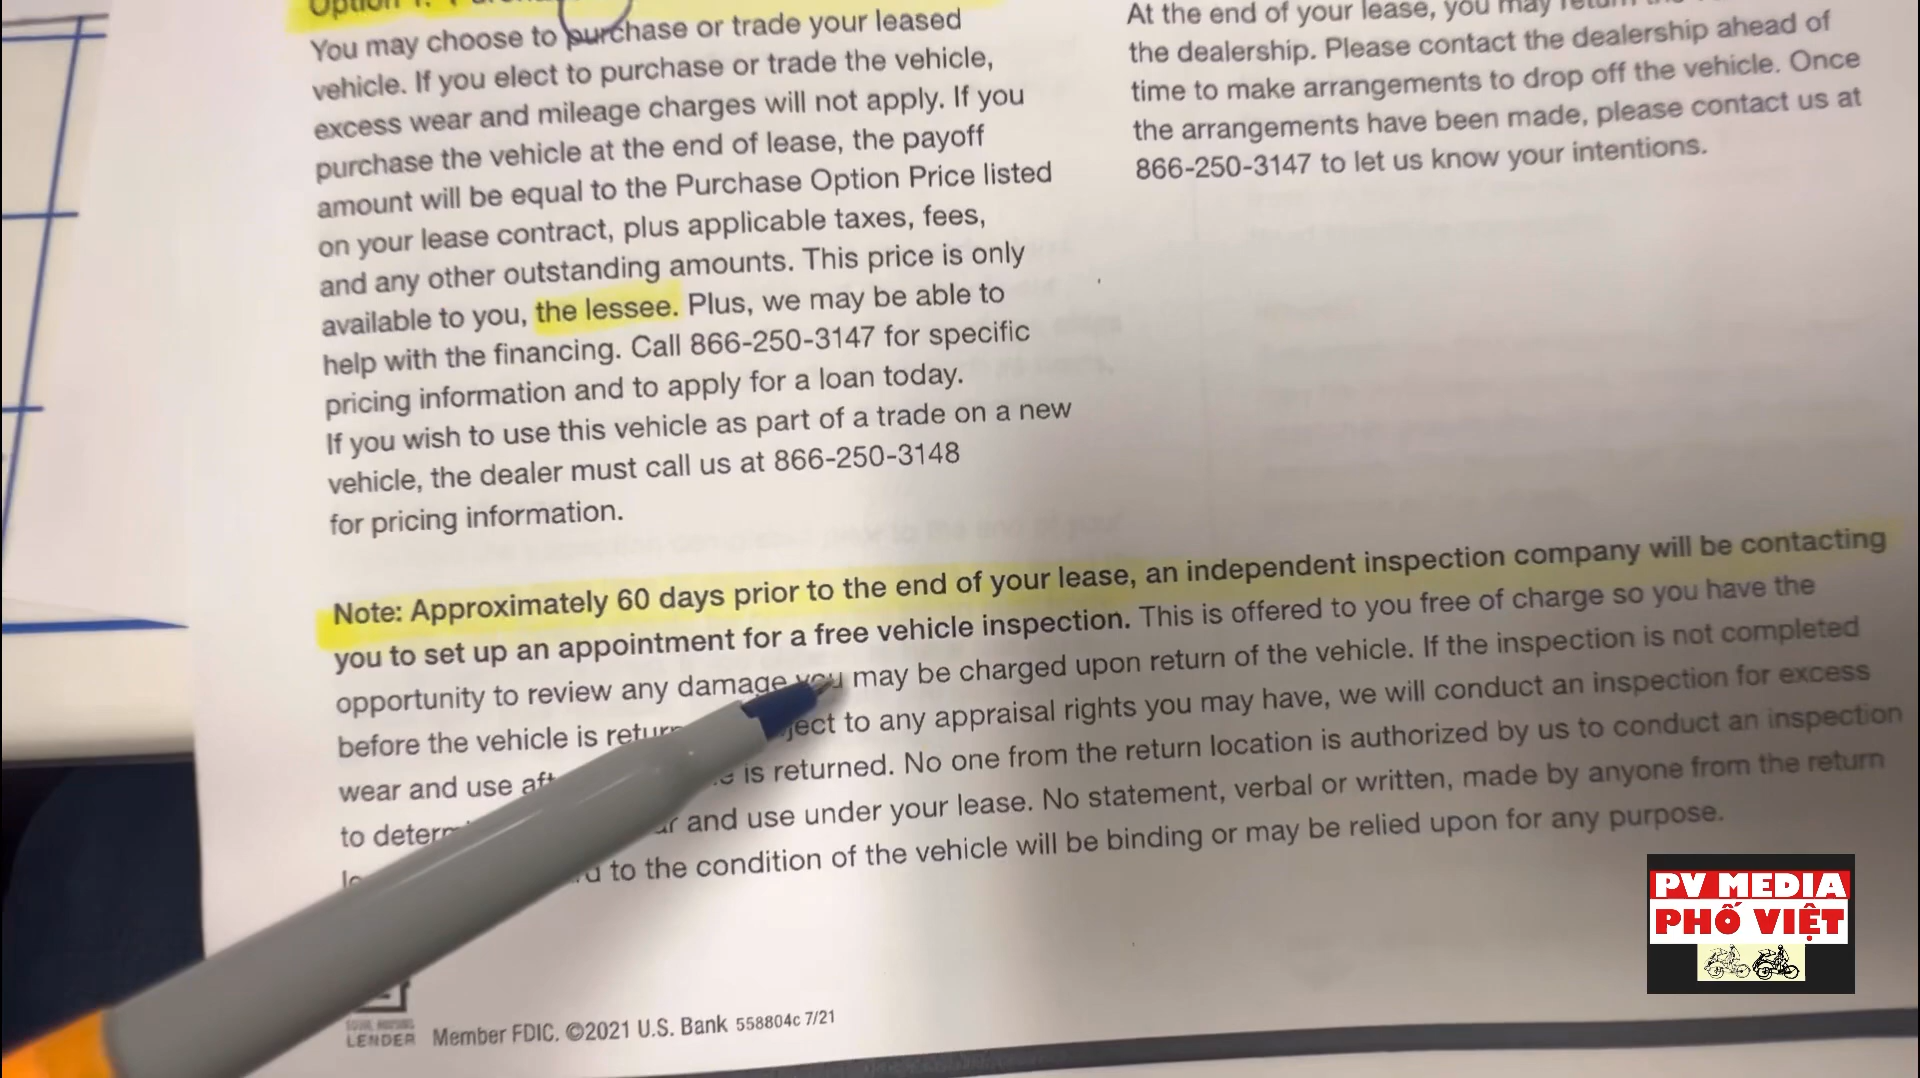 Option 1:
You may choose to purchase or trade your leased
vehicle. If you elect to purchase or trade the vehicle,
excess wear and mileage charges will not apply. If you
purchase the vehicle at the end of lease, the payoff
amount will be equal to the Purchase Option Price listed
on your lease contract, plus applicable taxes, fees,
and any other outstanding amounts. This price is only
available to you, the lessee. Plus, we may be able to
help with the financing. Call 866-250-3147 for specific
pricing information and to apply for a loan today.
If you wish to use this vehicle as part of a trade on a new
vehicle, the dealer must call us at 866-250-3148
for pricing information.
At the end of your lease, you may return the
the dealership. Please contact the dealership ahead of
time to make arrangements to drop off the vehicle. Once
the arrangements have been made, please contact us at
866-250-3147 to let us know your intentions.
Note: Approximately 60 days prior to the end of your lease, an independent inspection company will be contacting
you to set up an appointment for a free vehicle inspection. This is offered to you free of charge so you have the
opportunity to review any damage you may be charged upon return of the vehicle. If the inspection is not completed
before the vehicle is to any appraisal rights you may have, we will conduct an inspection for excess
wear and use is returned. No one from the return location is authorized by us to conduct an inspection
to and use under your lease. No statement, verbal or written, made by anyone from the return
to the condition of the vehicle will be binding or may be relied upon for any purpose.
EQUAL HOUSING
LENDER
Member FDIC. ©2021 U.S. Bank 558804c 7/21
PV MEDIA
PHỐ VIỆT